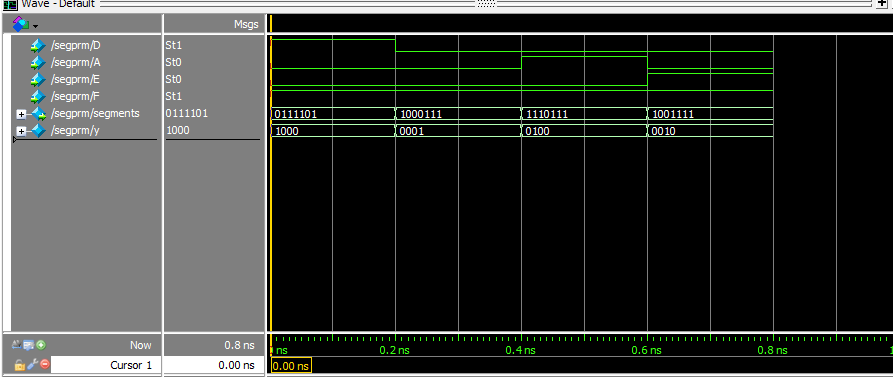 Wave - Default
Msgs
/segprm/D St1
/segprm/A St0
/segprm/E St0
/segprm/F St1
/segprm/segments 0111101 0111101 1000111 1110111 1001111
/segprm/y 1000 1000 0001 0100 0010
Now 0.8 ns ns 0.2 ns 0.4 ns 0.6 ns 0.8 ns
Cursor 1 0.00 ns 0.00 ns